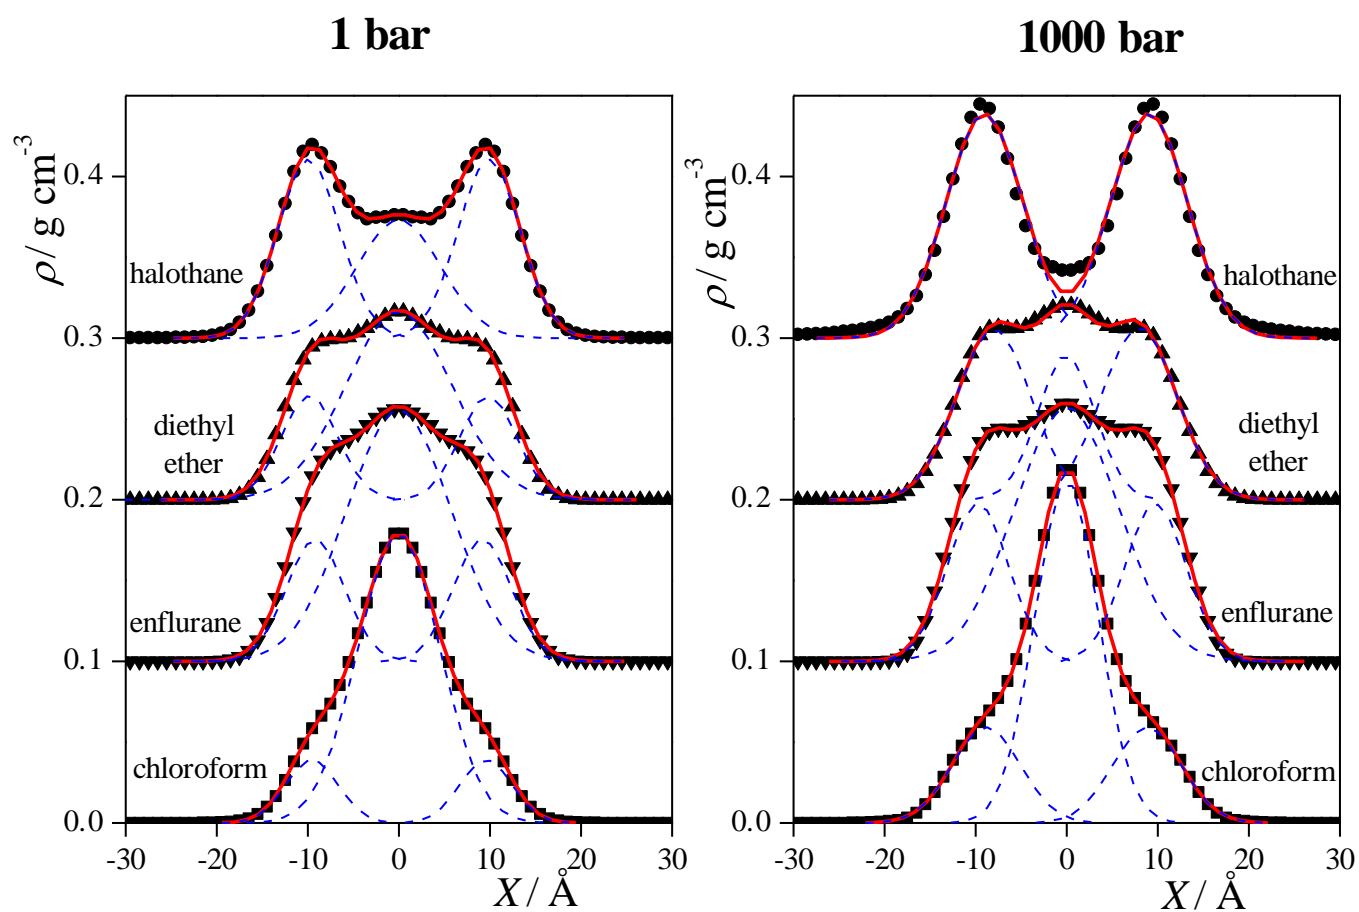 1 bar
1000 bar
ρ / g cm-3
0.4
0.3
0.2
0.1
0.0
halothane
diethyl
ether
enflurane
chloroform
-30
-20
-10
0
10
20
30
X / Å
ρ / g cm-3
0.4
0.3
0.2
0.1
0.0
halothane
diethyl
ether
enflurane
chloroform
-30
-20
-10
0
10
20
30
X / Å